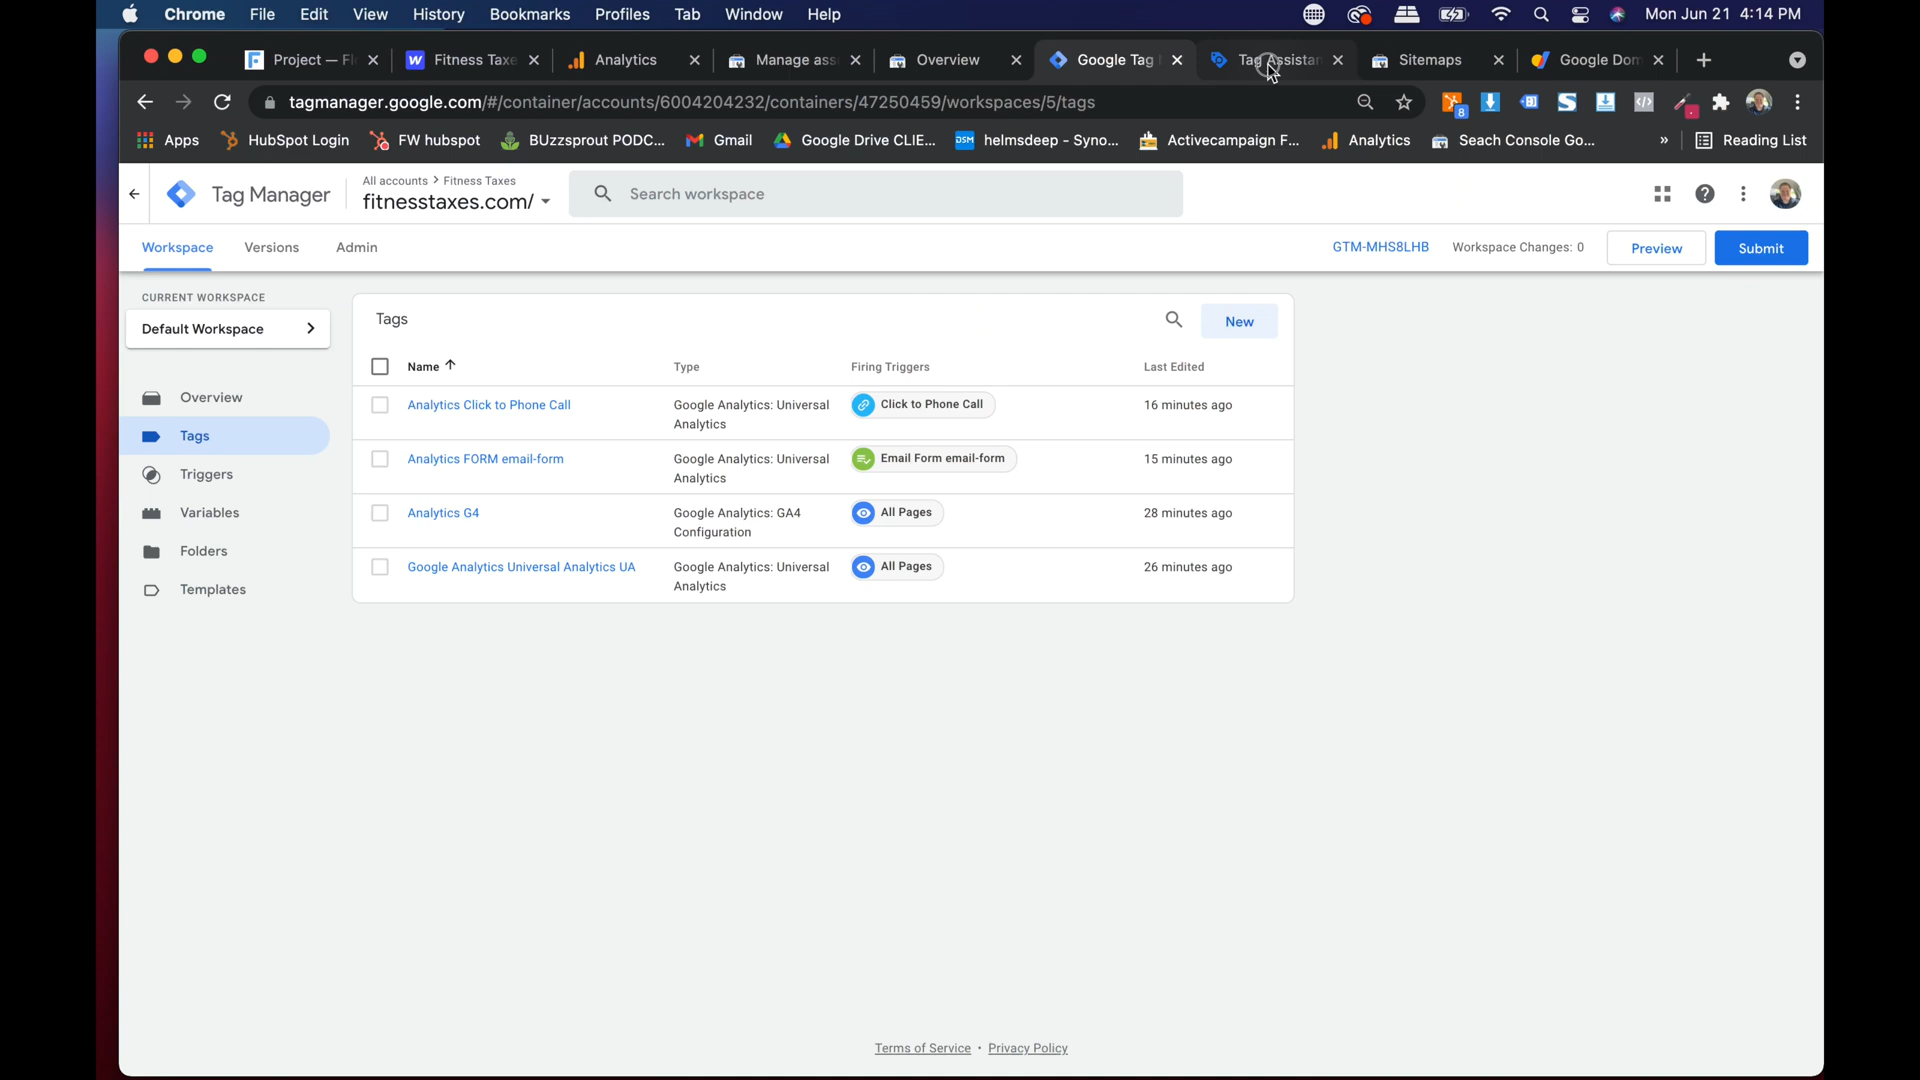 Chrome File Edit View History Bookmarks Profiles Tab Window Help Mon Jun 21 4:14 PM
Project — Fi Fitness Taxe Analytics Manage ass Overview Google Tag Tag Assistan Sitemaps Google Dom
tagmanager.google.com/#/container/accounts/6004204232/containers/47250459/workspaces/5/tags 8
Apps HubSpot Login FW hubspot BUzzsprout PODC... Gmail Google Drive CLIE... DSM helmsdeep - Syno... Activecampaign F... Analytics Seach Console Go... » Reading List
Tag Manager
All accounts > Fitness Taxes
fitnesstaxes.com/
Search workspace
Workspace Versions Admin GTM-MHS8LHB Workspace Changes: 0 Preview Submit
CURRENT WORKSPACE
Default Workspace
Overview
Tags
Triggers
Variables
Folders
Templates
Tags New
Name Type Firing Triggers Last Edited
Analytics Click to Phone Call Google Analytics: Universal Analytics Click to Phone Call 16 minutes ago
Analytics FORM email-form Google Analytics: Universal Analytics Email Form email-form 15 minutes ago
Analytics G4 Google Analytics: GA4 Configuration All Pages 28 minutes ago
Google Analytics Universal Analytics UA Google Analytics: Universal Analytics All Pages 26 minutes ago
Terms of Service • Privacy Policy